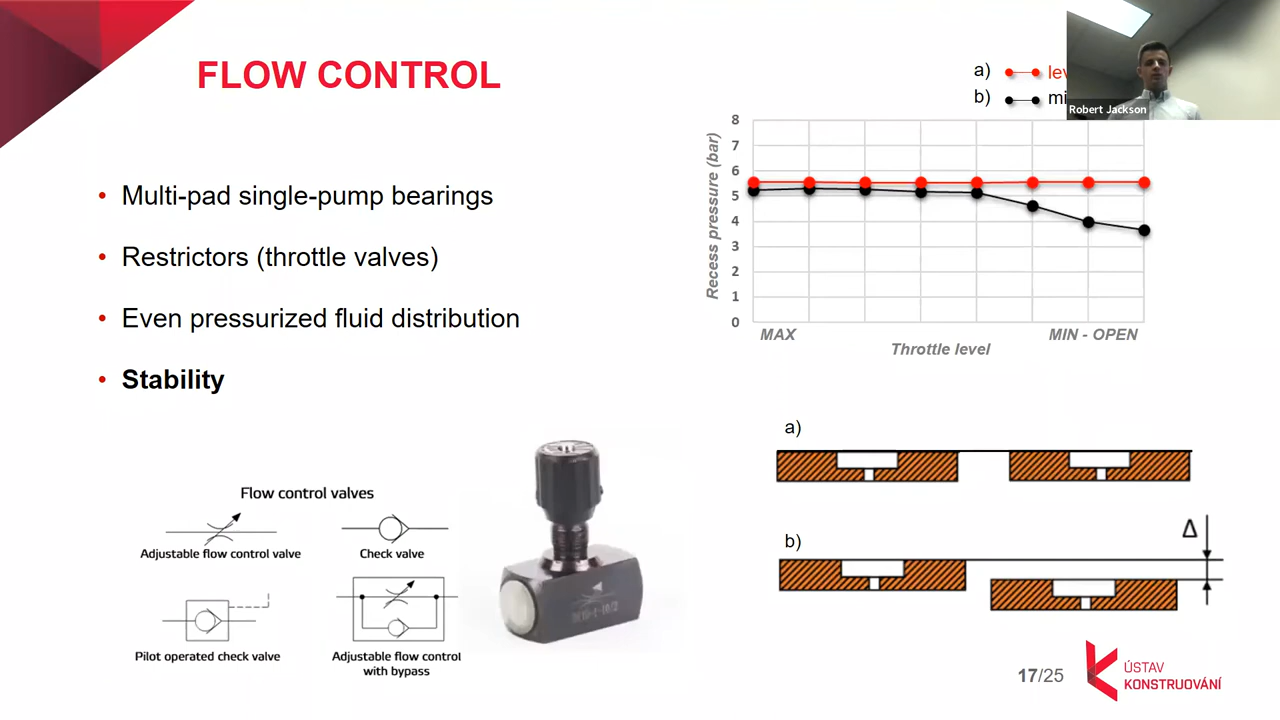 FLOW CONTROL
• Multi-pad single-pump bearings
• Restrictors (throttle valves)
• Even pressurized fluid distribution
• Stability
a)
b)
Robert Jackson
Recess pressure (bar)
8
7
6
5
4
3
2
1
0
MAX
MIN - OPEN
Throttle level
Flow control valves
Adjustable flow control valve
Check valve
Pilot operated check valve
Adjustable flow control
with bypass
a)
b)
Δ
17/25
ÚSTAV
KONSTRUOVÁNÍ